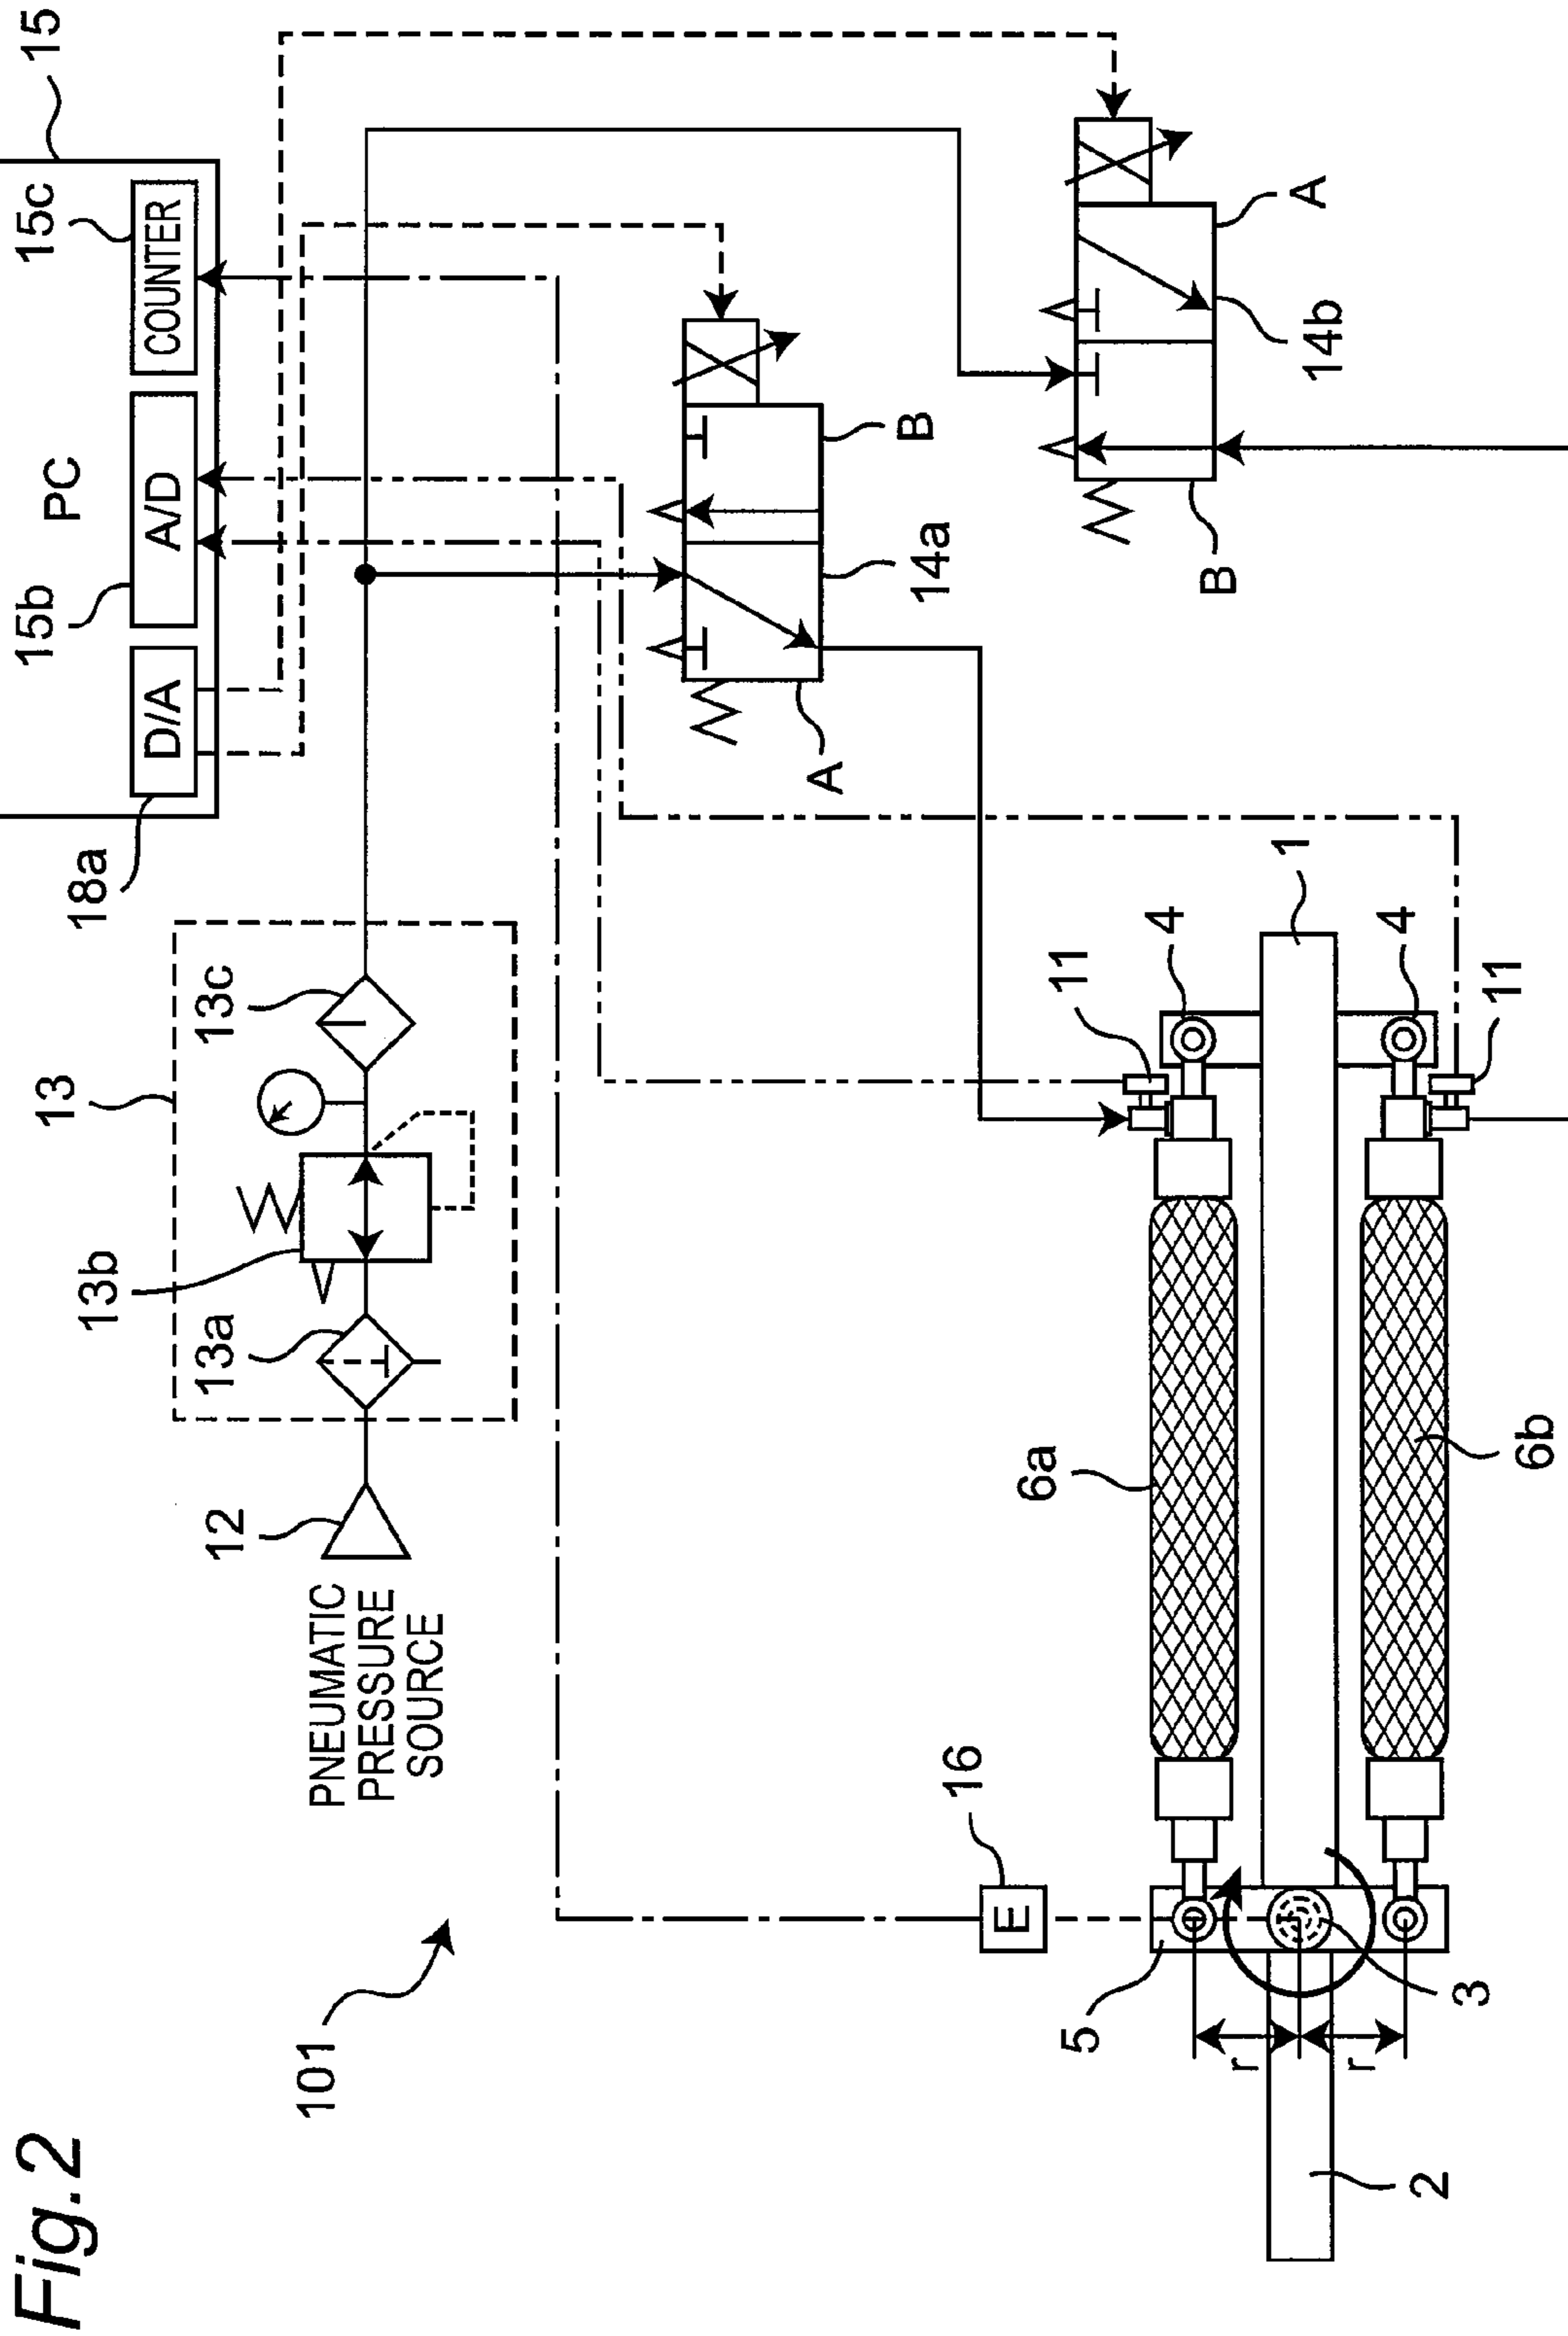 Fig.2
101
PNEUMATIC
PRESSURE
SOURCE
12
13
13a
13b
13c
18a
D/A
15b
A/D
PC
15c
COUNTER
15
A
14a
B
B
14b
A
16
E
5
r
r
2
3
6a
6b
11
11
4
4
1